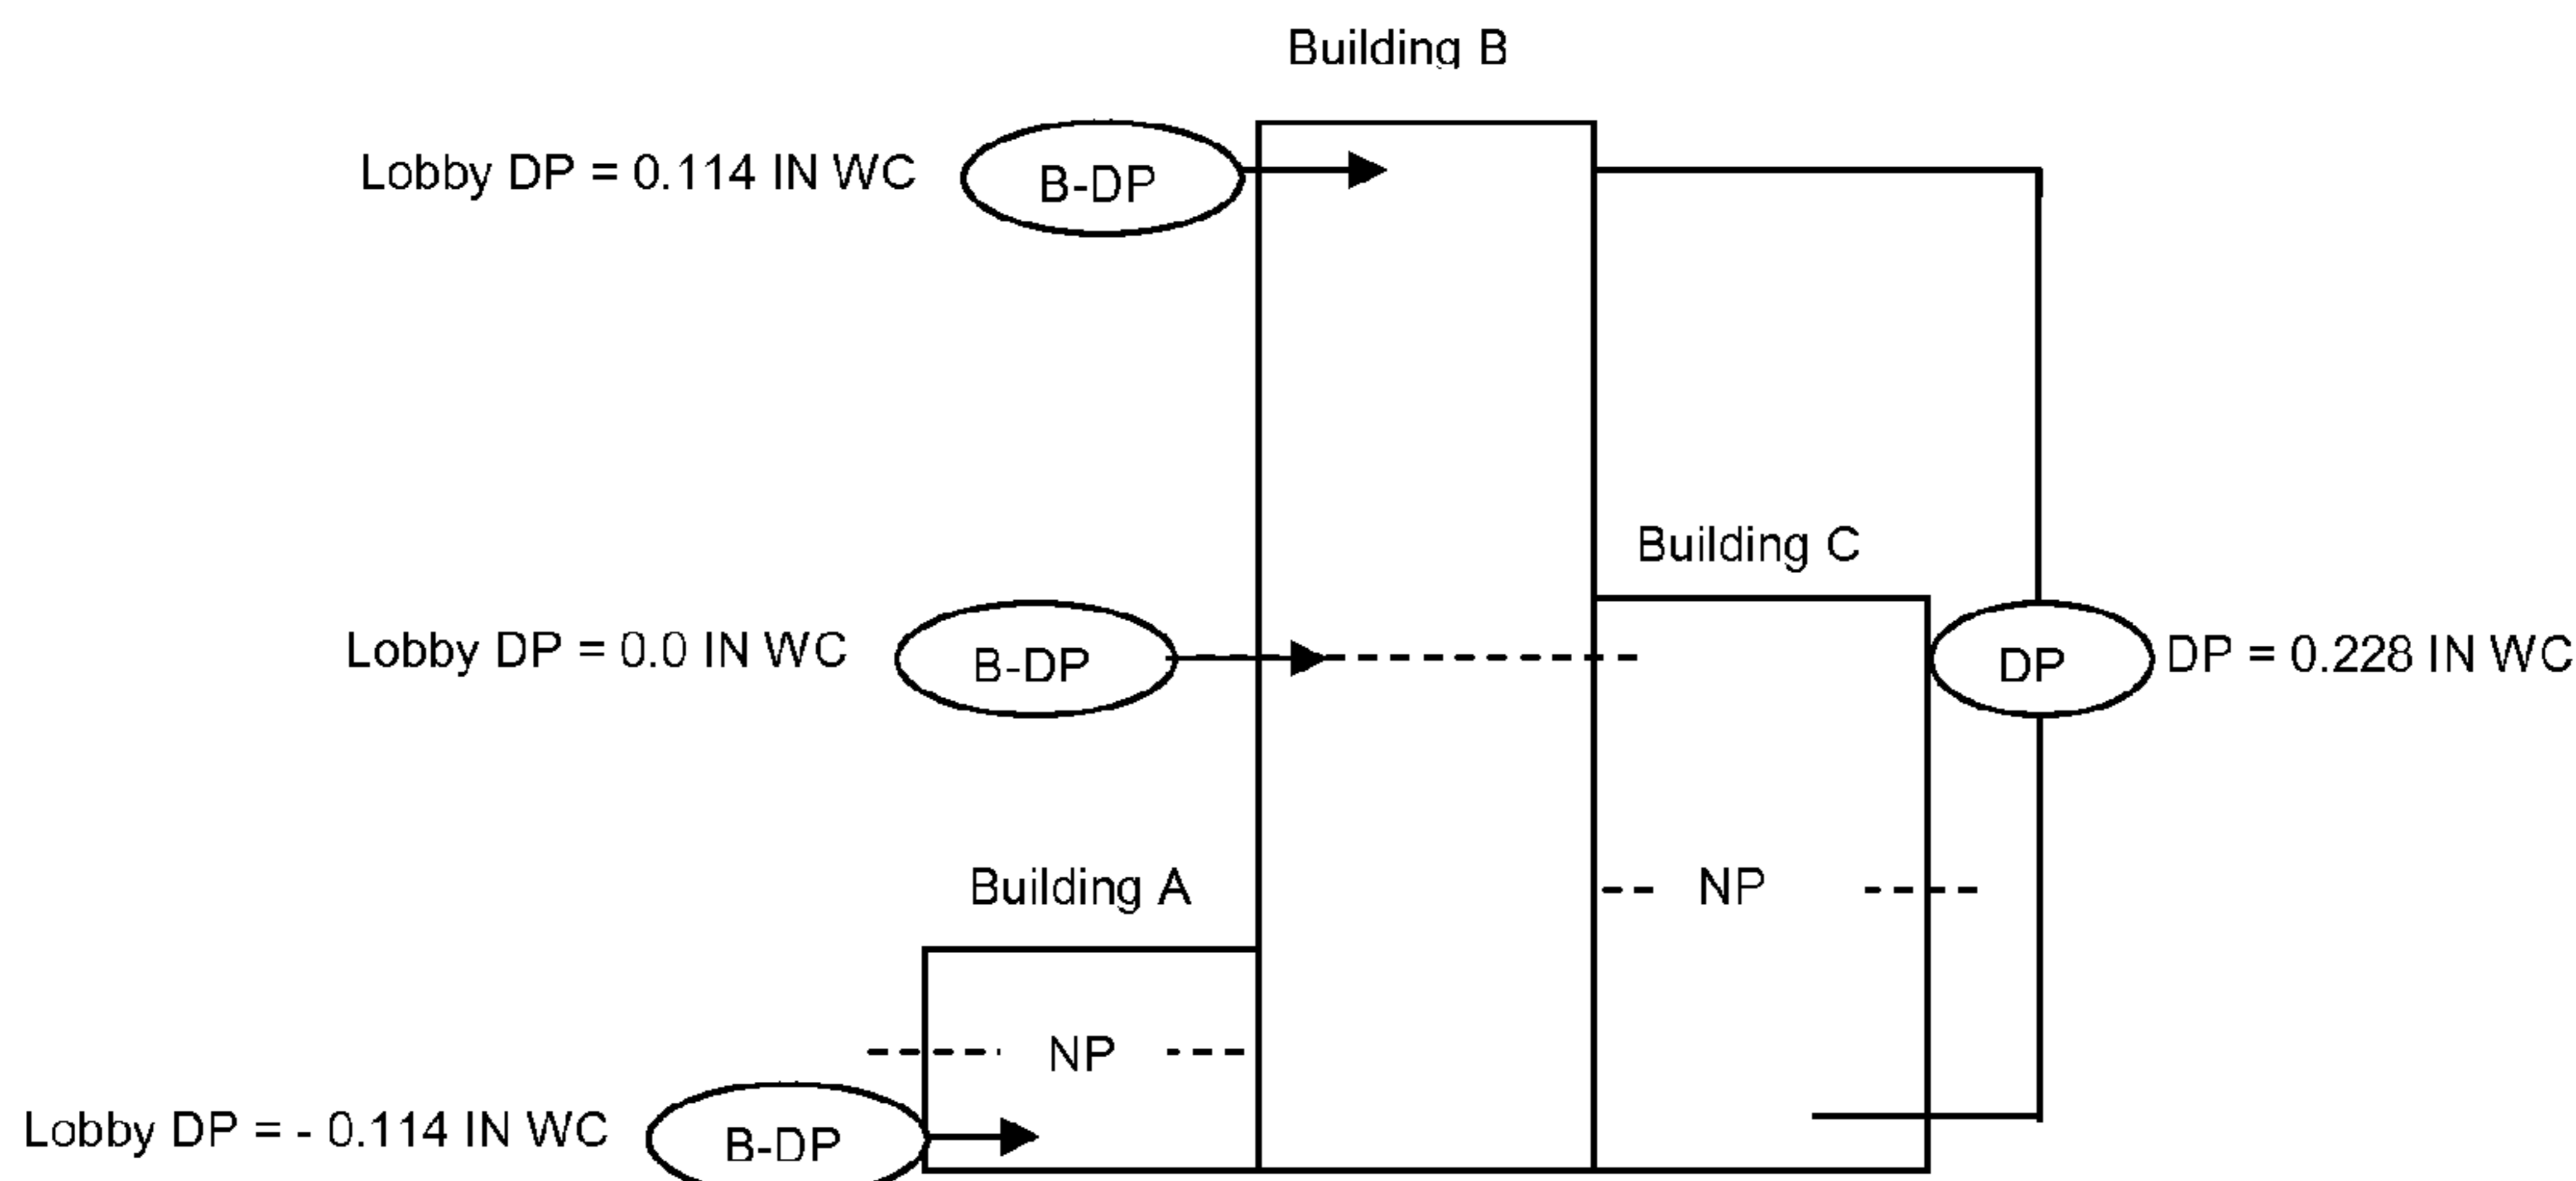 Building B
Lobby DP = 0.114 IN WC
B-DP
Building C
Lobby DP = 0.0 IN WC
B-DP
DP
DP = 0.228 IN WC
Building A
NP
NP
Lobby DP = - 0.114 IN WC
B-DP